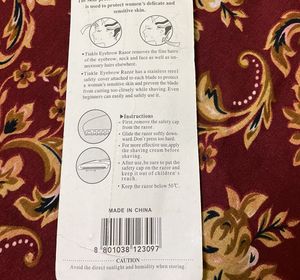 is used to protect women's delicate and
sensitive skin.
• Tinkle Eyebrow Razor removes the fine hairs
of the eyebrow, neck and face as well as un-
necessary hairs elsewhere.
• Tinkle Eyebrow Razor has a stainless steel
safety cover attached to each blade to protect
a women's sensitive skin and prevent the blade
from cutting too closely while shaving. Even
beginners can easily and safely use it.
:Instructions
• First,remove the safety cap
from the razor.
• Glide the razor softly down-
ward. Don't press too hard.
• For more effective use,apply
the shaving cream before
shaving.
• After use, be sure to put the
safety cap on the razor and
keep it out of children's
reach.
• Keep the razor below 50℃.
MADE IN CHINA
8 801038 123097
CAUTION
Avoid the direct sunlight and humidity when storing.